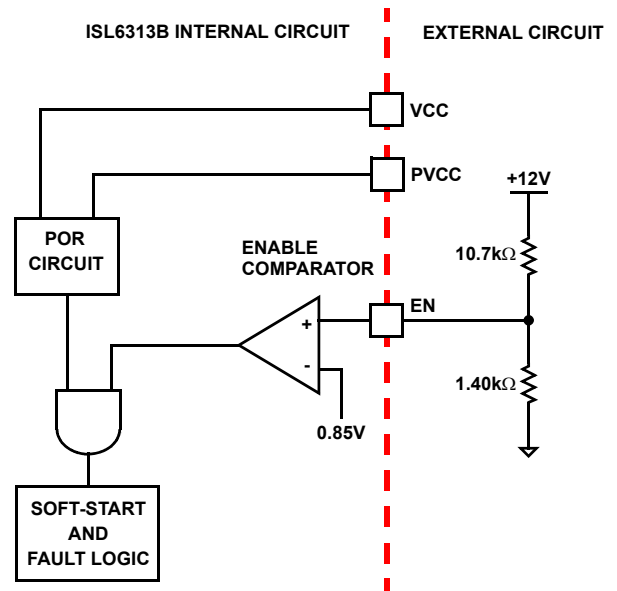 ISL6313B INTERNAL CIRCUIT
EXTERNAL CIRCUIT
VCC
PVCC
+12V
POR
CIRCUIT
10.7kΩ
ENABLE
COMPARATOR
EN
+
-
1.40kΩ
0.85V
SOFT-START
AND
FAULT LOGIC